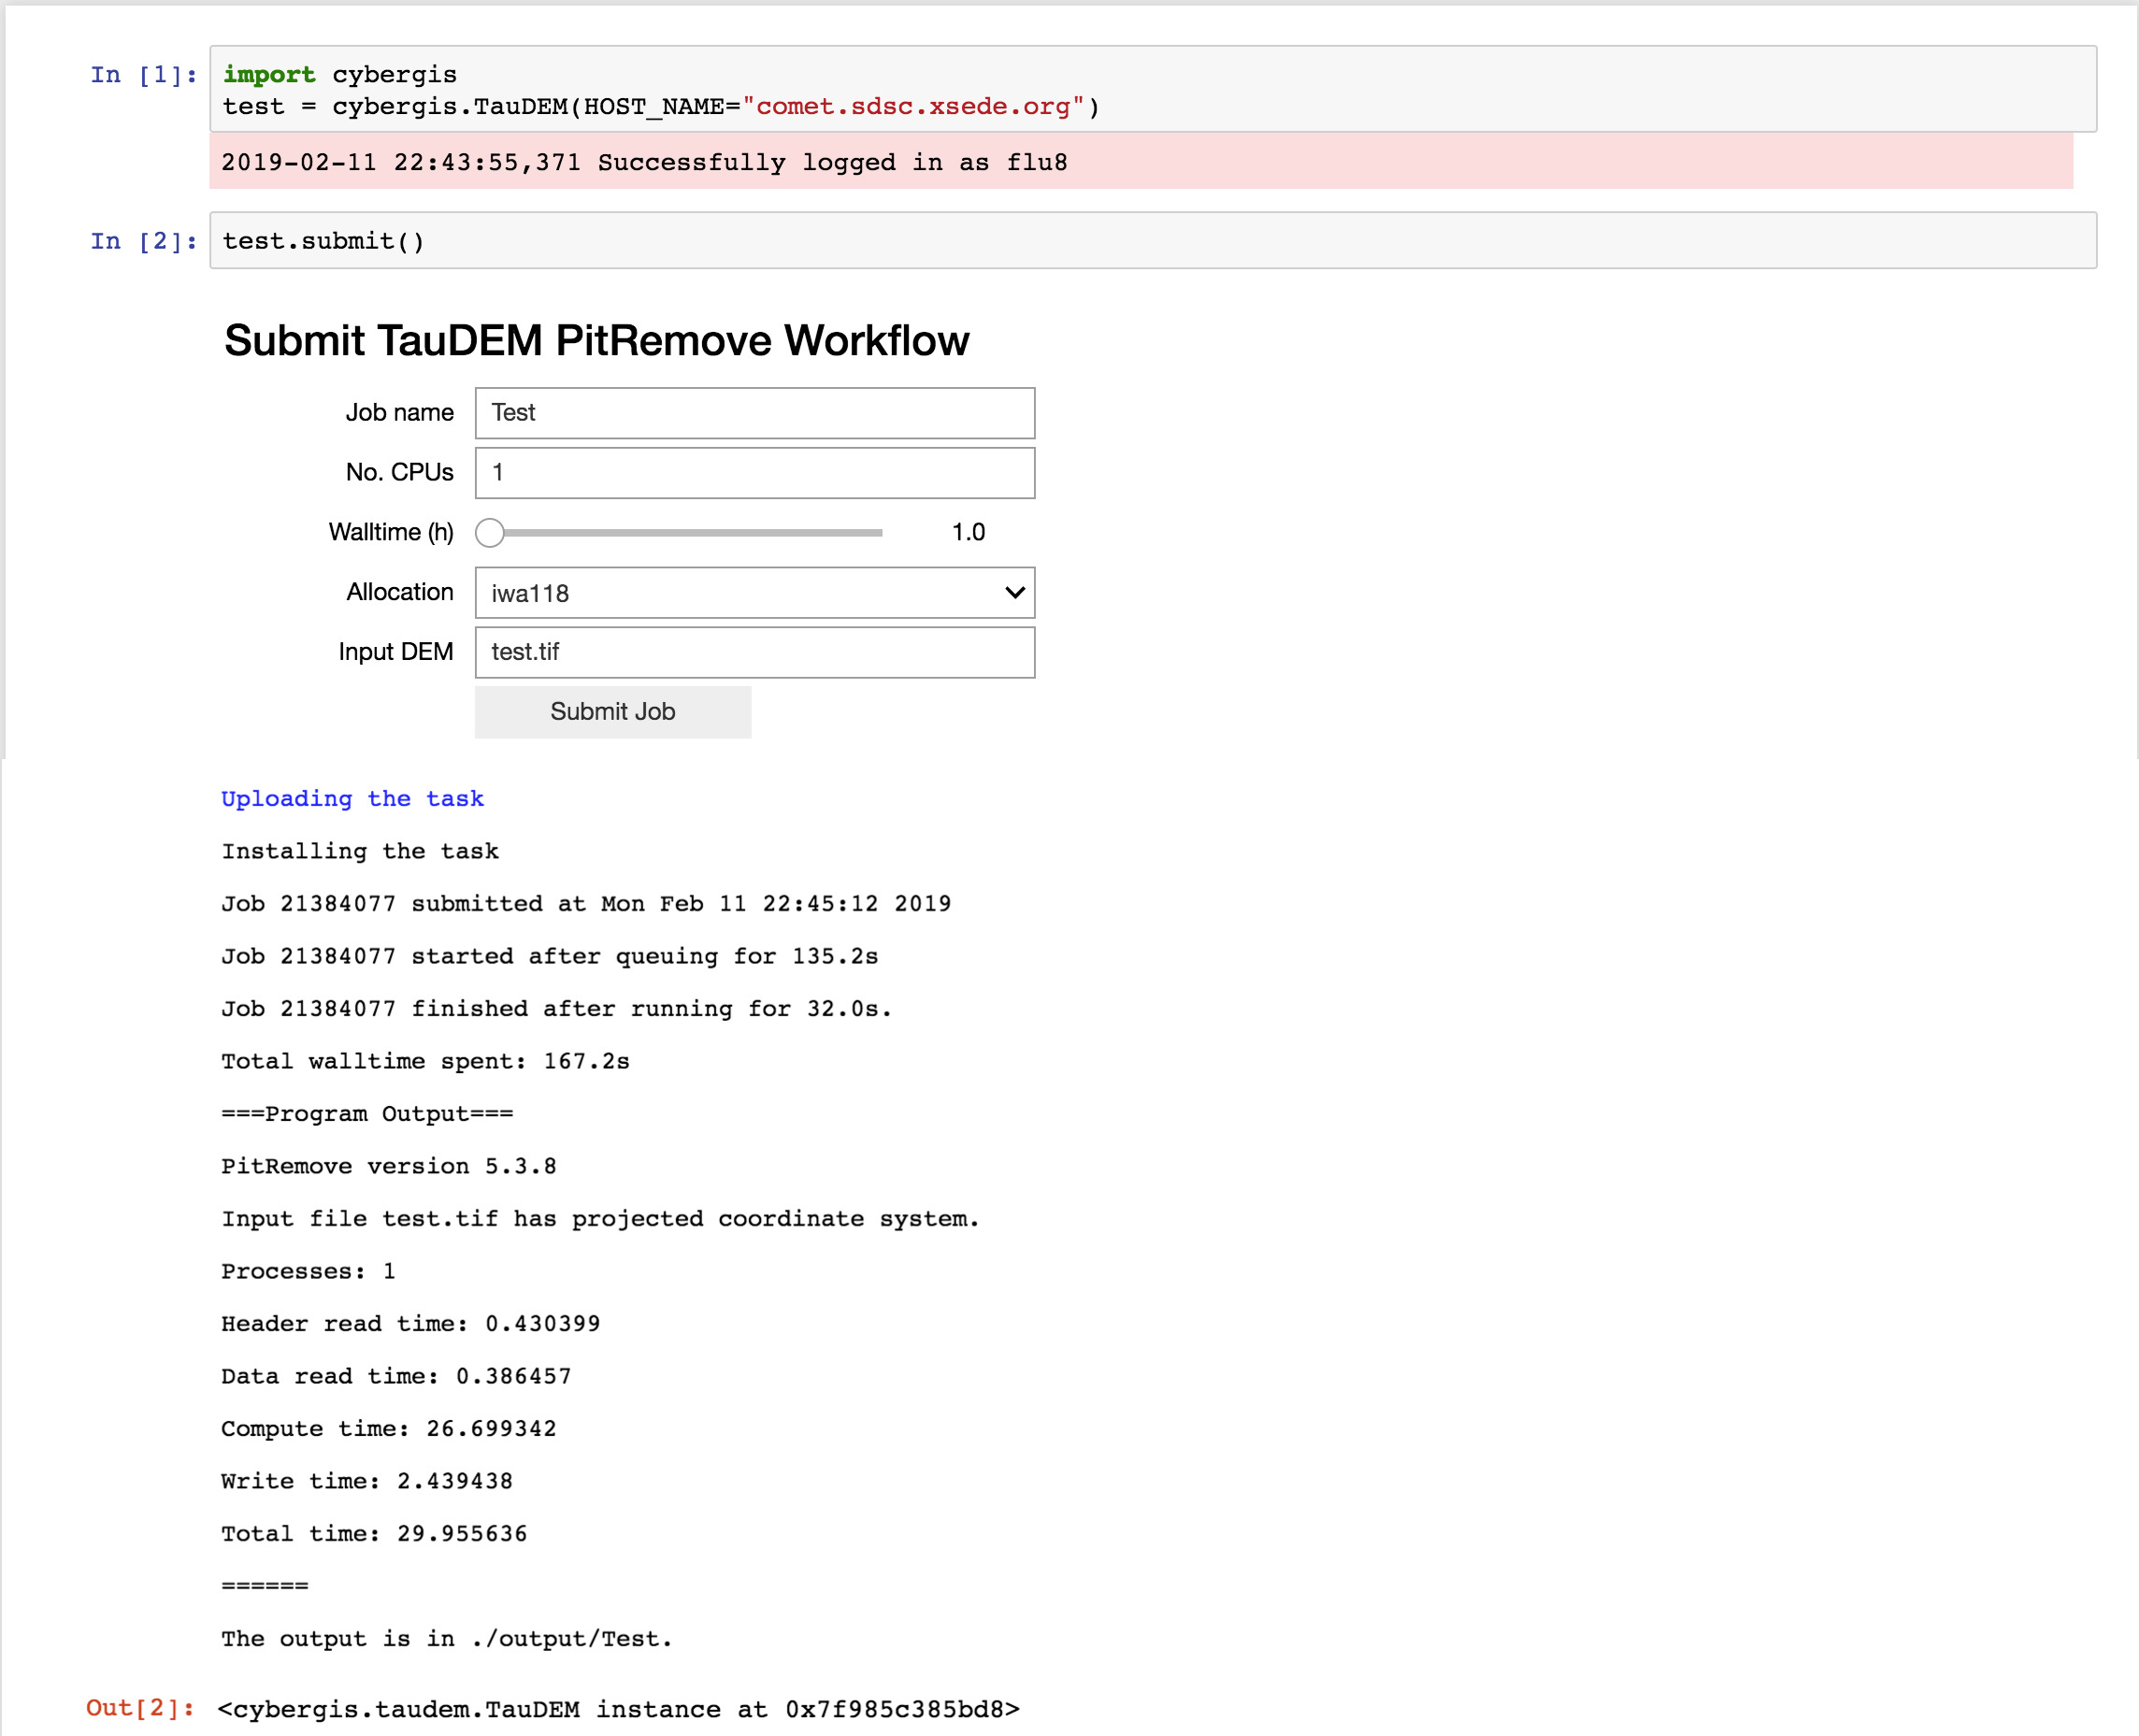 In [1]: import cybergis
test = cybergis.TauDEM(HOST_NAME="comet.sdsc.xsede.org")
2019-02-11 22:43:55,371 Successfully logged in as flu8
In [2]: test.submit()
Submit TauDEM PitRemove Workflow
Job name Test
No. CPUs 1
Walltime (h) 1.0
Allocation iwa118
Input DEM test.tif
Submit Job
Uploading the task
Installing the task
Job 21384077 submitted at Mon Feb 11 22:45:12 2019
Job 21384077 started after queuing for 135.2s
Job 21384077 finished after running for 32.0s.
Total walltime spent: 167.2s
===Program Output===
PitRemove version 5.3.8
Input file test.tif has projected coordinate system.
Processes: 1
Header read time: 0.430399
Data read time: 0.386457
Compute time: 26.699342
Write time: 2.439438
Total time: 29.955636
======
The output is in ./output/Test.
Out[2]: <cybergis.taudem.TauDEM instance at 0x7f985c385bd8>